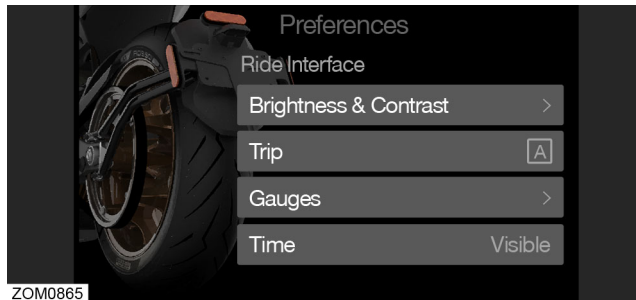 Preferences
Ride Interface
Brightness & Contrast >
Trip A
Gauges >
Time Visible
ZOM0865